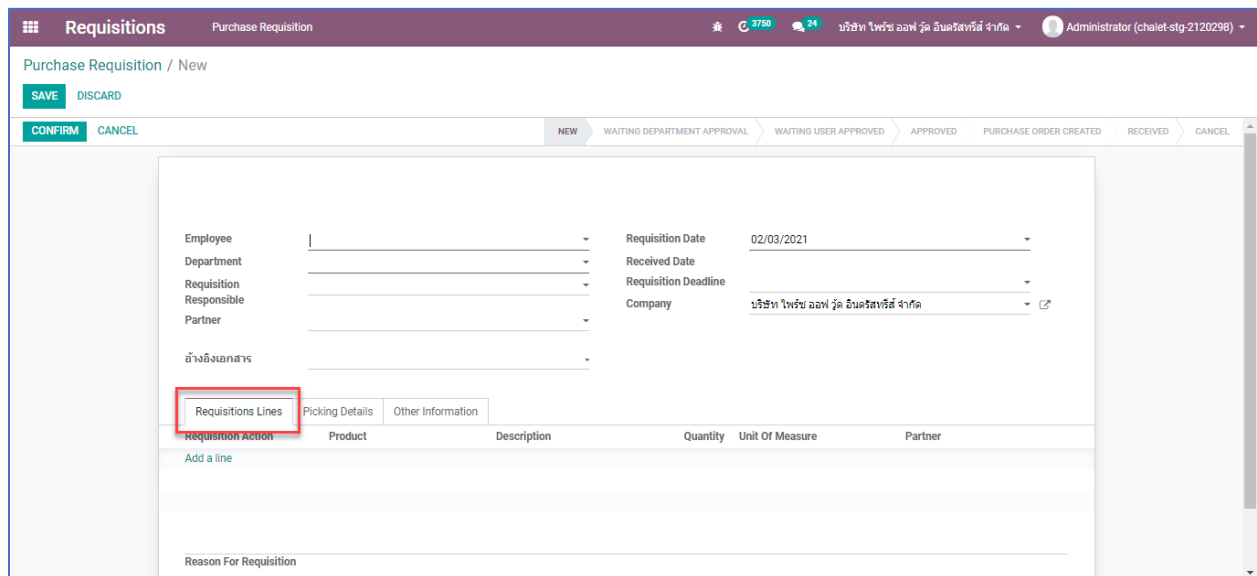 Requisitions Purchase Requisition 3750 24 บริษัท ไพร์ซ ออฟ วู้ด อินดรัสทรีส์ จำกัด Administrator (chalet-stg-2120298)
Purchase Requisition / New
SAVE DISCARD
CONFIRM CANCEL NEW WAITING DEPARTMENT APPROVAL WAITING USER APPROVED APPROVED PURCHASE ORDER CREATED RECEIVED CANCEL
Employee Requisition Date 02/03/2021
Department Received Date
Requisition Responsible Requisition Deadline
Partner Company บริษัท ไพร์ซ ออฟ วู้ด อินดรัสทรีส์ จำกัด
อ้างอิงเอกสาร
Requisitions Lines Picking Details Other Information
Requisition Action Product Description Quantity Unit Of Measure Partner
Add a line
Reason For Requisition